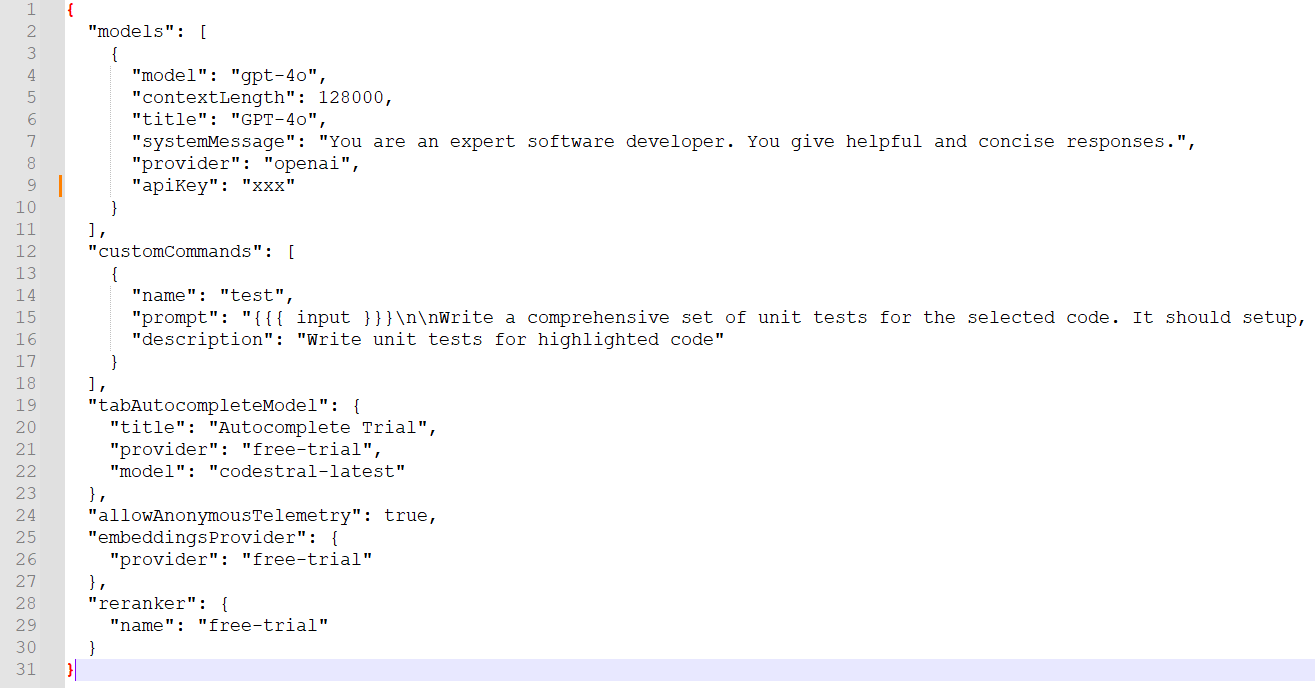 1 {
2 "models": [
3 {
4 "model": "gpt-4o",
5 "contextLength": 128000,
6 "title": "GPT-4o",
7 "systemMessage": "You are an expert software developer. You give helpful and concise responses.",
8 "provider": "openai",
9 "apiKey": "xxx"
10 }
11 ],
12 "customCommands": [
13 {
14 "name": "test",
15 "prompt": "{{{ input }}}\n\nWrite a comprehensive set of unit tests for the selected code. It should setup,
16 "description": "Write unit tests for highlighted code"
17 }
18 ],
19 "tabAutocompleteModel": {
20 "title": "Autocomplete Trial",
21 "provider": "free-trial",
22 "model": "codestral-latest"
23 },
24 "allowAnonymousTelemetry": true,
25 "embeddingsProvider": {
26 "provider": "free-trial"
27 },
28 "reranker": {
29 "name": "free-trial"
30 }
31 }